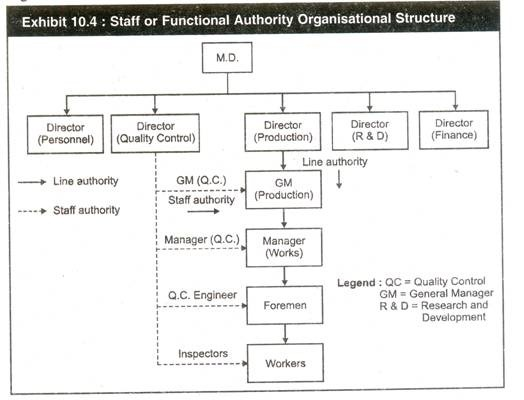 Exhibit 10.4 : Staff or Functional Authority Organisational Structure
M.D.
Director
(Personnel)
Director
(Quality Control)
Director
(Production)
Director
(R & D)
Director
(Finance)
Line authority
Line authority
Staff authority
GM (Q.C.)
Staff authority
GM
(Production)
Manager (Q.C.)
Manager
(Works)
Legend : QC = Quality Control
GM = General Manager
R & D = Research and
Development
Q.C. Engineer
Foremen
Inspectors
Workers